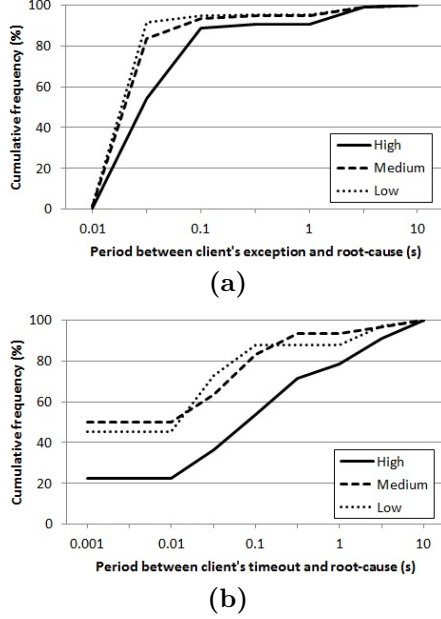 100
80
60
40
20
0
Cumulative frequency (%)
High
Medium
Low
0.01 0.1 1 10
Period between client's exception and root-cause (s)
(a)
100
80
60
40
20
0
Cumulative frequency (%)
High
Medium
Low
0.001 0.01 0.1 1 10
Period between client's timeout and root-cause (s)
(b)